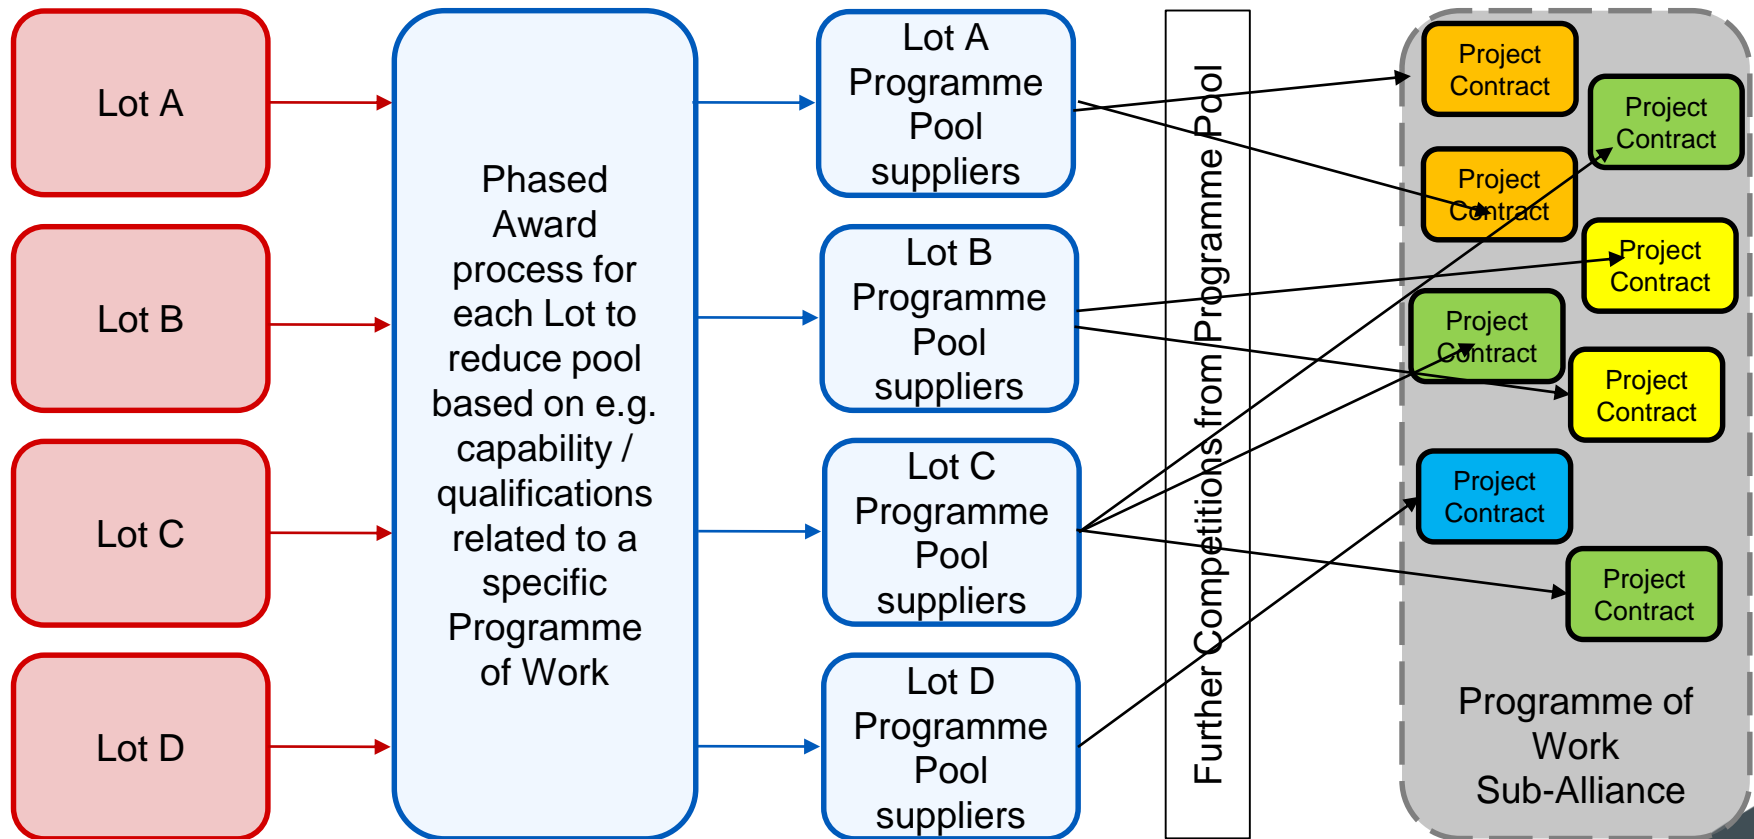 Lot A
Lot B
Lot C
Lot D
Phased
Award
process for
each Lot to
reduce pool
based on e.g.
capability /
qualifications
related to a
specific
Programme
of Work
Lot A
Programme
Pool
suppliers
Lot B
Programme
Pool
suppliers
Lot C
Programme
Pool
suppliers
Lot D
Programme
Pool
suppliers
Further Competitions from Programme Pool
Project
Contract
Project
Contract
Project
Contract
Project
Contract
Project
Contract
Project
Contract
Project
Contract
Project
Contract
Programme of
Work
Sub-Alliance